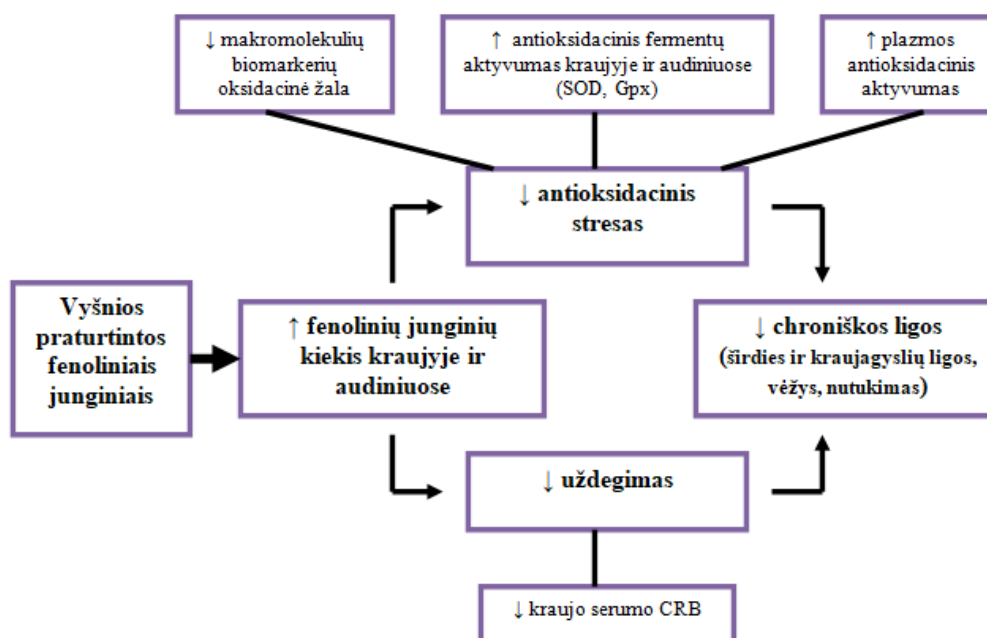 ↓ makromolekulių
biomarkerių
oksidacinė žala
↑ antioksidacinis fermentų
aktyvumas kraujyje ir audiniuose
(SOD, Gpx)
↑ plazmos
antioksidacinis
aktyvumas
↓ antioksidacinis
stresas
Vyšnios
praturtintos
fenoliniais
junginiais
↑ fenolinių junginių
kiekis kraujyje ir
audiniuose
↓ chroniškos ligos
(širdies ir kraujagyslių ligos,
vėžys, nutukimas)
↓ uždegimas
↓ kraujo serumo CRB